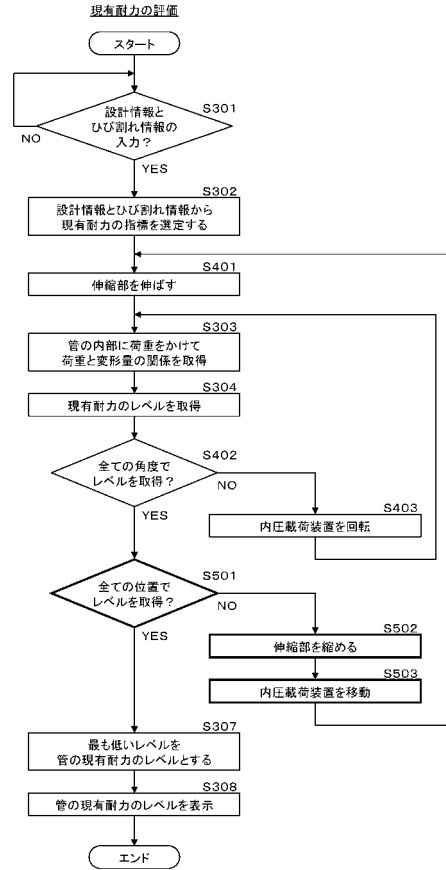 現有耐力の評価
スタート
S301
設計情報と
ひび割れ情報の
入力?
NO
YES
S302
設計情報とひび割れ情報から
現有耐力の指標を選定する
S401
伸縮部を伸ばす
S303
管の内部に荷重をかけて
荷重と変形量の関係を取得
S304
現有耐力のレベルを取得
S402
全ての角度で
レベルを取得?
NO
YES
S403
内圧載荷装置を回転
S501
全ての位置で
レベルを取得?
NO
YES
S502
伸縮部を縮める
S503
内圧載荷装置を移動
S307
最も低いレベルを
管の現有耐力のレベルとする
S308
管の現有耐力のレベルを表示
エンド